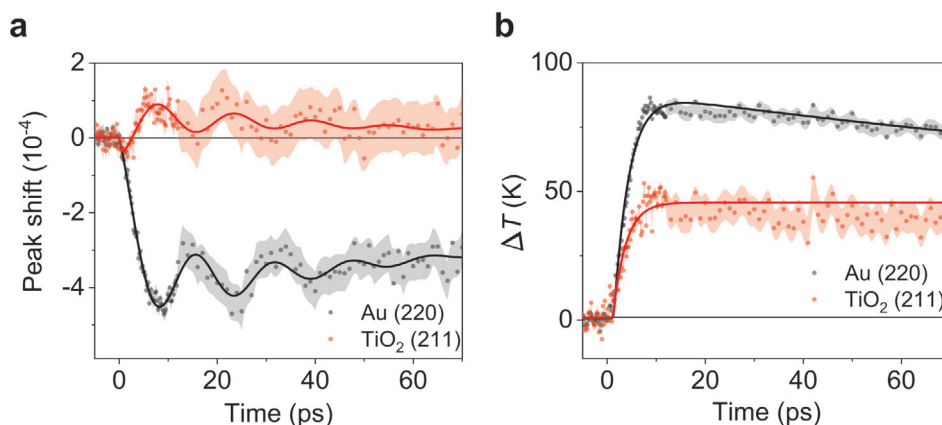 a
Peak shift (10⁻⁴)
2
0
-2
-4
0
20
40
60
Time (ps)
Au (220)
TiO₂ (211)
b
ΔT (K)
100
50
0
0
20
40
60
Time (ps)
Au (220)
TiO₂ (211)